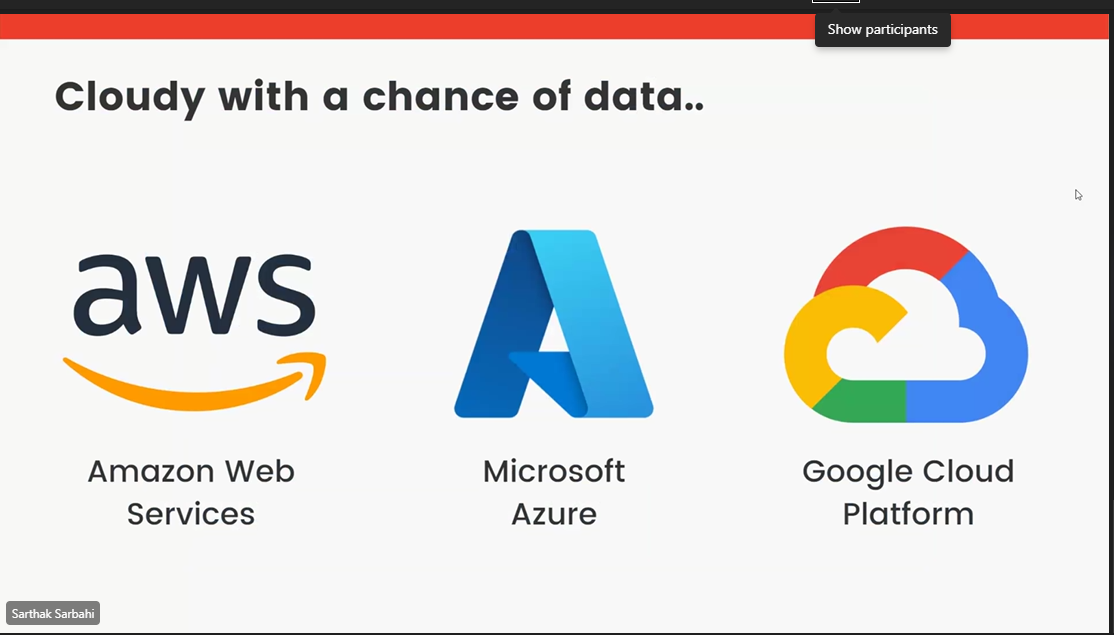 Show participants
Cloudy with a chance of data..
aws
Amazon Web
Services
Microsoft
Azure
Google Cloud
Platform
Sarthak Sarbahi